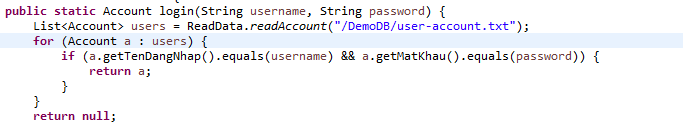 public static Account login(String username, String password) {
    List<Account> users = ReadData.readAccount("/DemoDB/user-account.txt");
    for (Account a : users) {
        if (a.getTenDangNhap().equals(username) && a.getMatKhau().equals(password)) {
            return a;
        }
    }
    return null;